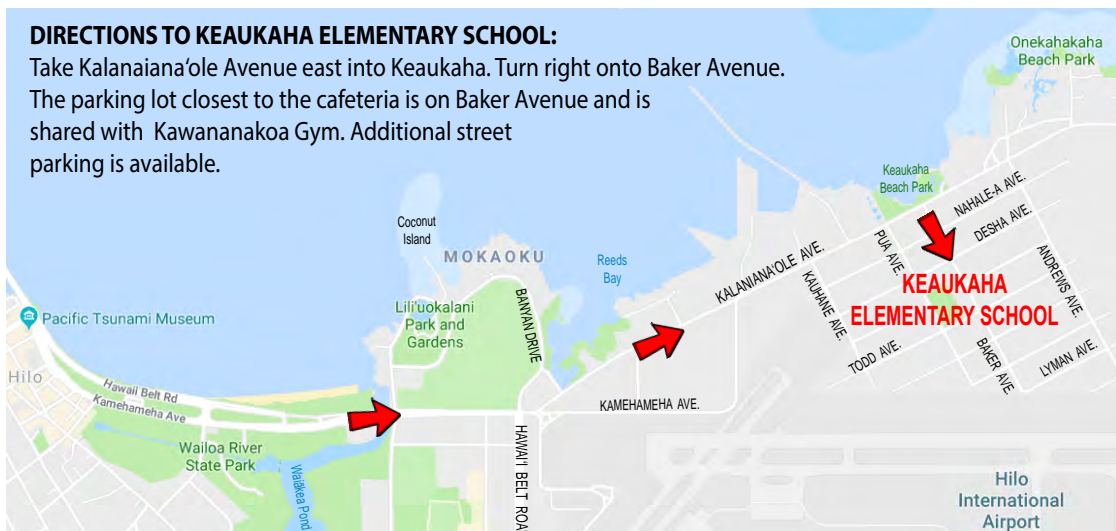 DIRECTIONS TO KEAUKAHA ELEMENTARY SCHOOL:
Take Kalanaiana‘ole Avenue east into Keaukaha. Turn right onto Baker Avenue.
The parking lot closest to the cafeteria is on Baker Avenue and is
shared with Kawananakoa Gym. Additional street
parking is available.
Onekahakaha
Beach Park
Keaukaha
Beach Park
NAHALE-A AVE.
DESHA AVE.
Coconut
Island
MOKAOKU
Reeds
Bay
KALANIANA'OLE AVE.
PUA AVE.
KAUHANE AVE.
ANDREWS AVE.
KEAUKAHA
ELEMENTARY SCHOOL
Pacific Tsunami Museum
Lili'uokalani
Park and
Gardens
BANYAN DRIVE
TODD AVE.
BAKER AVE.
LYMAN AVE.
Hilo
Hawaii Belt Rd
Kamehameha Ave
KAMEHAMEHA AVE.
Wailoa River
State Park
Waiākea Pond
HAWAI'I BELT ROA
Hilo
International
Airport